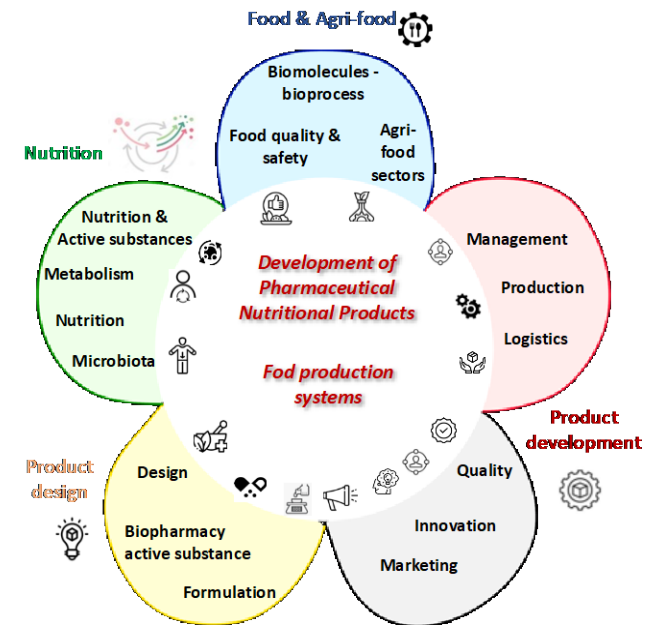 Food & Agri-food
Biomolecules -
bioprocess
Food quality &
safety
Agri-
food
sectors
Nutrition
Nutrition &
Active substances
Metabolism
Nutrition
Microbiota
Management
Production
Logistics
Development of
Pharmaceutical
Nutritional Products
Fod production
systems
Product
development
Product
design
Design
Biopharmacy
active substance
Formulation
Quality
Innovation
Marketing